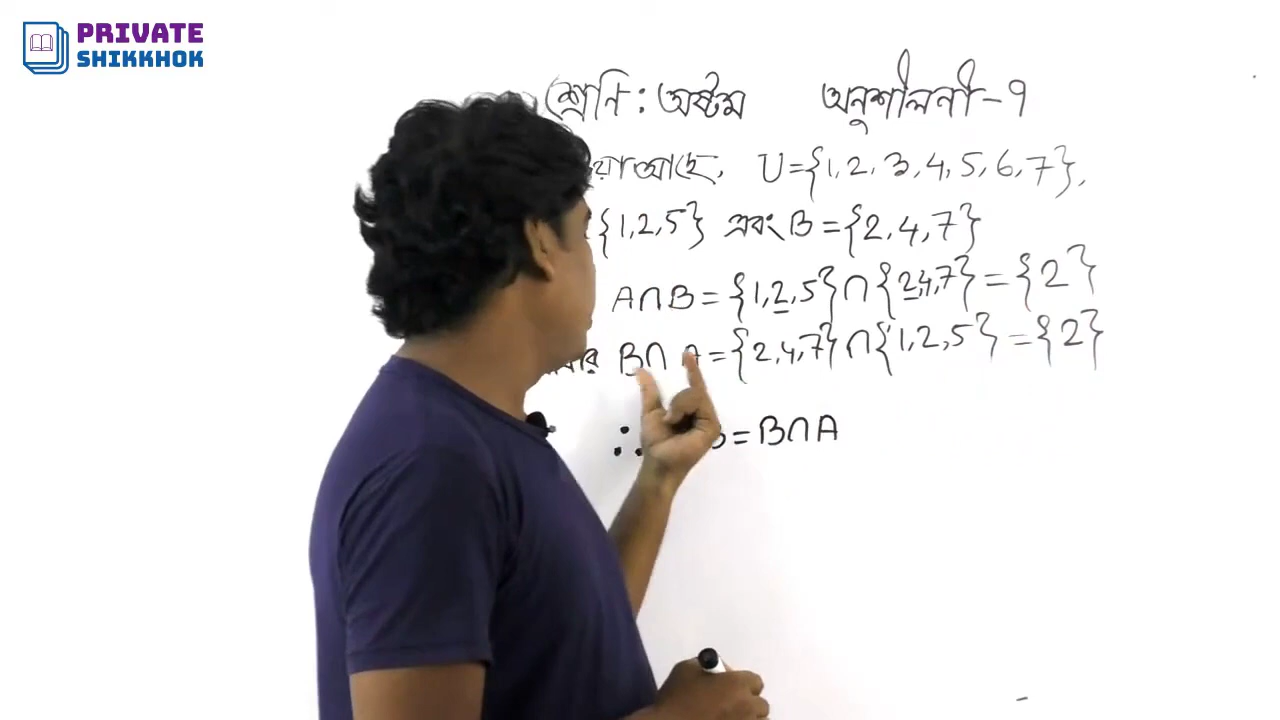 PRIVATE
SHIKKHOK
শ্রেণি : অষ্টম অনুশীলনী-৭
আছে, U={1,2,3,4,5,6,7},
{1,2,5} এবং B={2,4,7}
A∩B={1,2,5}∩{2,4,7}={2}
B∩A={2,4,7}∩{1,2,5}={2}
∴ B=B∩A